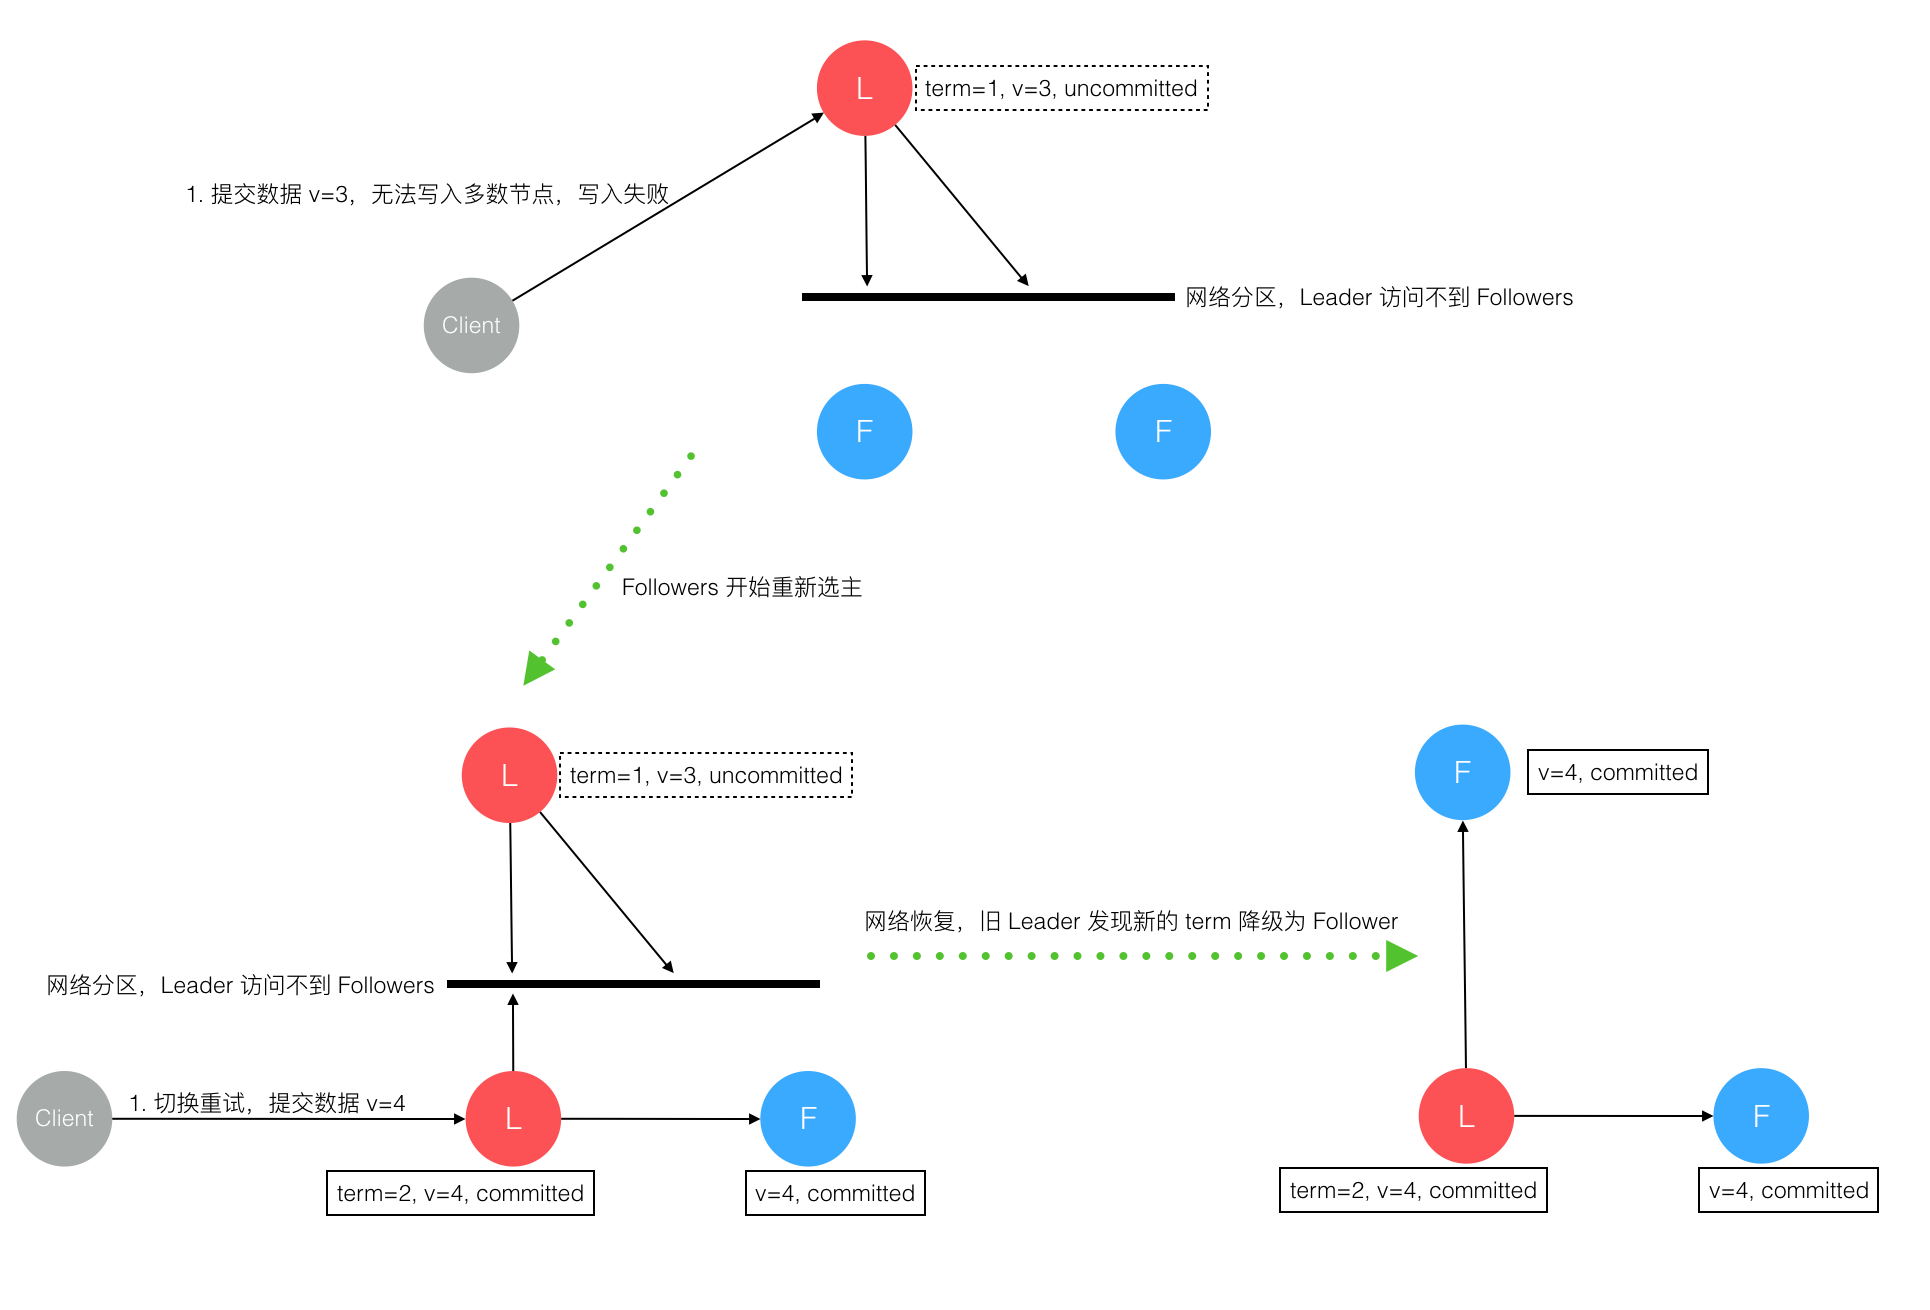 L
term=1, v=3, uncommitted
1. 提交数据 v=3，无法写入多数节点，写入失败
Client
网络分区，Leader 访问不到 Followers
F
F
Followers 开始重新选主
L
term=1, v=3, uncommitted
网络分区，Leader 访问不到 Followers
Client
1. 切换重试，提交数据 v=4
L
F
term=2, v=4, committed
v=4, committed
网络恢复，旧 Leader 发现新的 term 降级为 Follower
F
v=4, committed
L
F
term=2, v=4, committed
v=4, committed